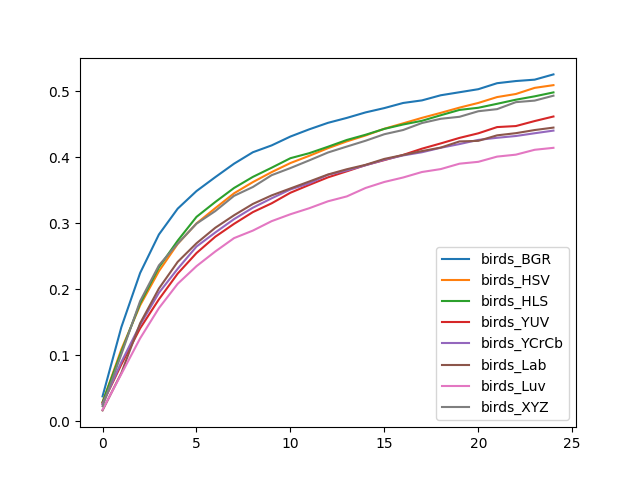 0.5
0.4
0.3
0.2
0.1
0.0
0 5 10 15 20 25
birds_BGR
birds_HSV
birds_HLS
birds_YUV
birds_YCrCb
birds_Lab
birds_Luv
birds_XYZ